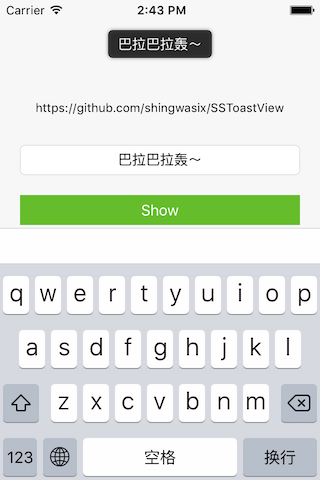 Carrier 2:43 PM
巴拉巴拉轰～
https://github.com/shingwasix/SSToastView
巴拉巴拉轰～
Show
q w e r t y u i o p
a s d f g h j k l
z x c v b n m
123 空格 换行